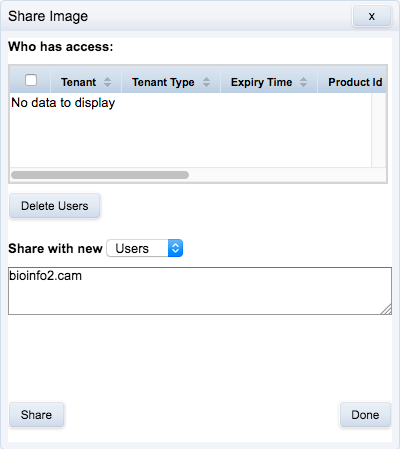 Share Image
x
Who has access:
Tenant Tenant Type Expiry Time Product Id
No data to display
Delete Users
Share with new Users
bioinfo2.cam
Share Done